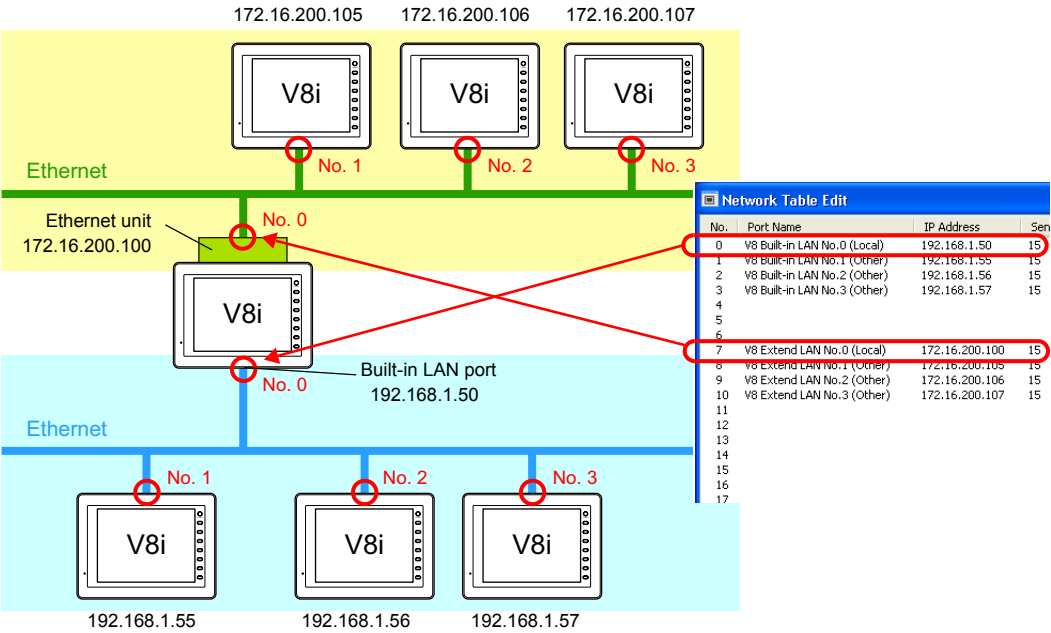 172.16.200.105 172.16.200.106 172.16.200.107
V8i V8i V8i
No. 1 No. 2 No. 3
Ethernet
Ethernet unit
172.16.200.100
No. 0
V8i
Built-in LAN port
192.168.1.50
No. 0
Ethernet
No. 1 No. 2 No. 3
V8i V8i V8i
192.168.1.55 192.168.1.56 192.168.1.57
Network Table Edit
No. Port Name IP Address Sen
0 V8 Built-in LAN No.0 (Local) 192.168.1.50 15
1 V8 Built-in LAN No.1 (Other) 192.168.1.55 15
2 V8 Built-in LAN No.2 (Other) 192.168.1.56 15
3 V8 Built-in LAN No.3 (Other) 192.168.1.57 15
4
5
6
7 V8 Extend LAN No.0 (Local) 172.16.200.100 15
8 V8 Extend LAN No.1 (Other) 172.16.200.105 15
9 V8 Extend LAN No.2 (Other) 172.16.200.106 15
10 V8 Extend LAN No.3 (Other) 172.16.200.107 15
11
12
13
14
15
16
17